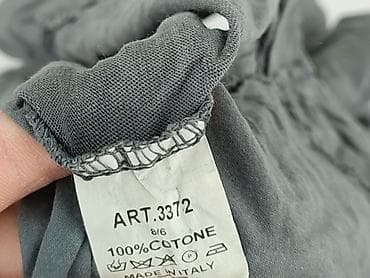 ART.3372
8/6
100%COTONE
MADE IN ITALY